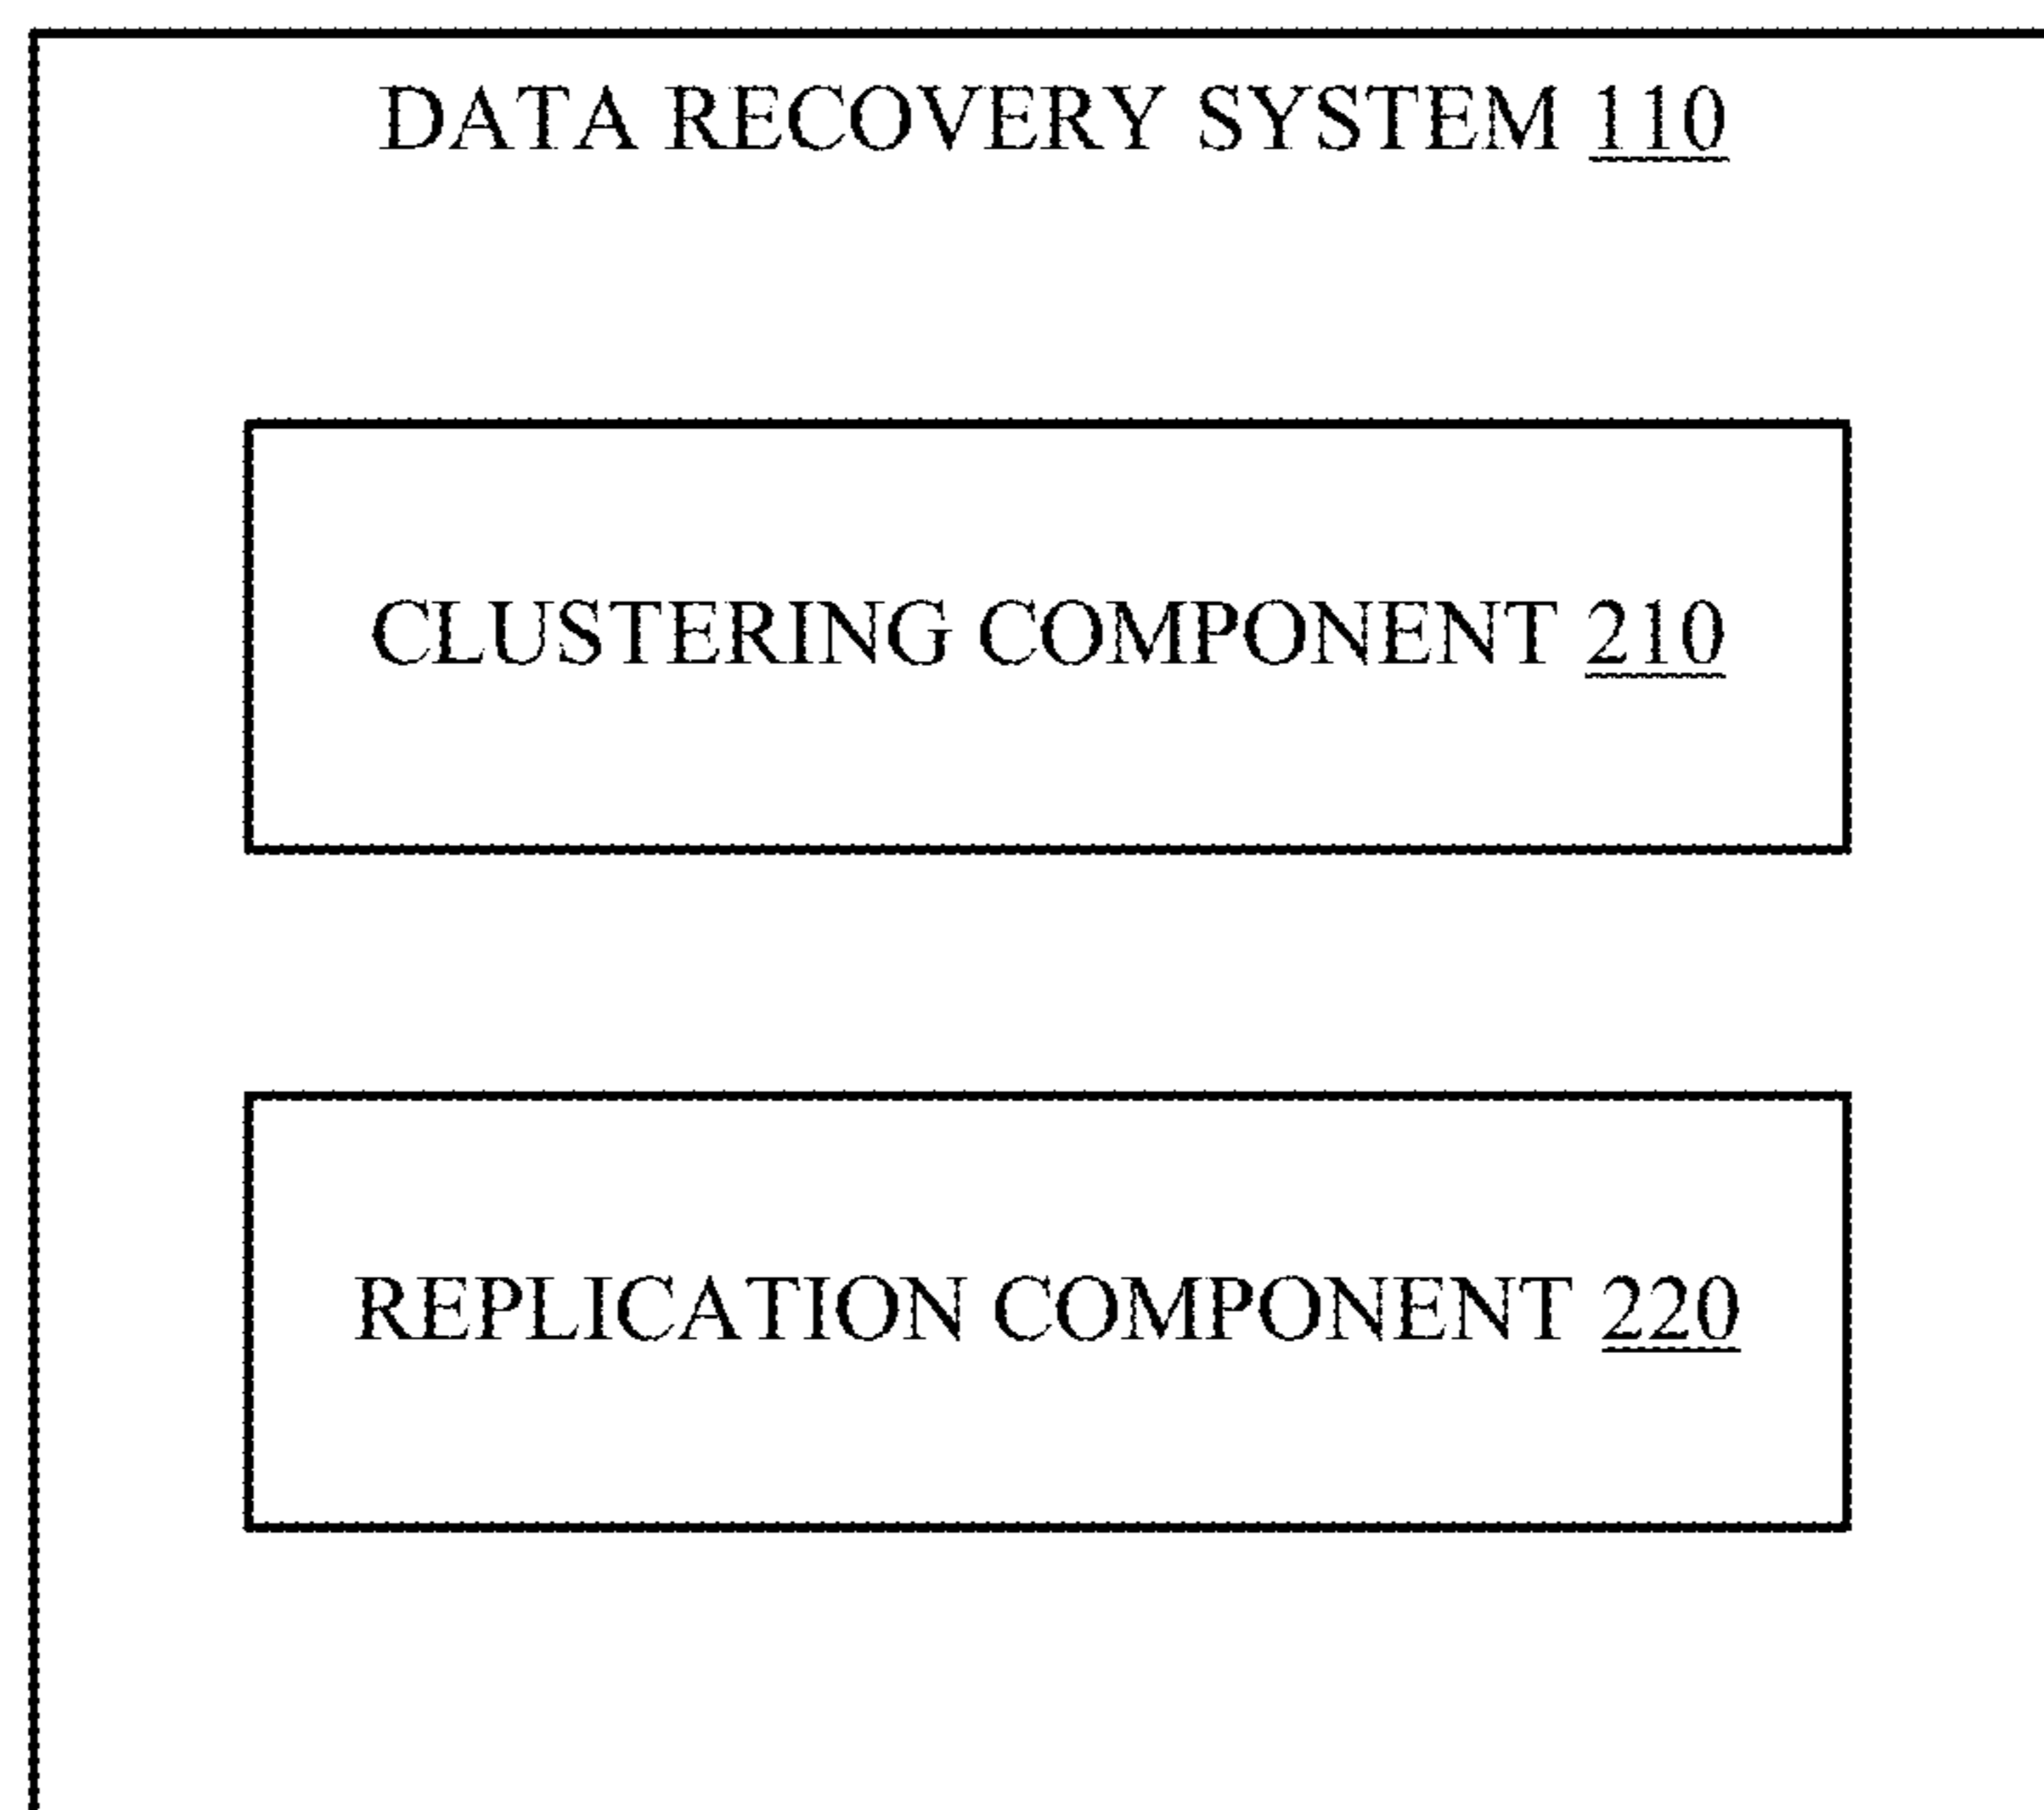 DATA RECOVERY SYSTEM 110
CLUSTERING COMPONENT 210
REPLICATION COMPONENT 220